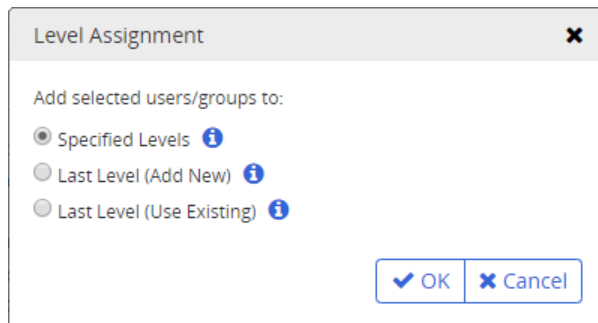 Level Assignment
Add selected users/groups to:
Specified Levels
Last Level (Add New)
Last Level (Use Existing)
OK Cancel